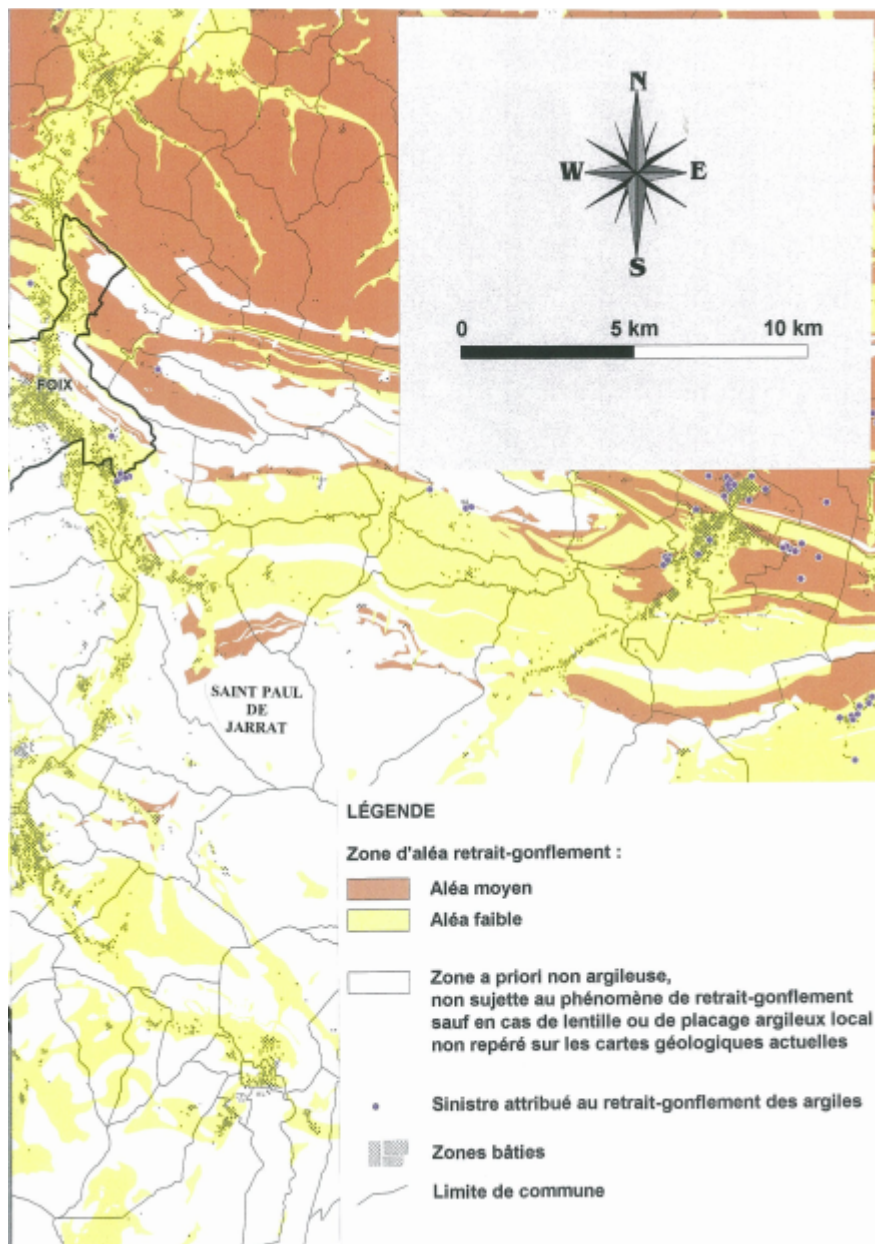 N
W E
S
0 5 km 10 km
FOIX
SAINT PAUL
DE
JARRAT
LÉGENDE
Zone d'aléa retrait-gonflement :
Aléa moyen
Aléa faible
Zone a priori non argileuse,
non sujette au phénomène de retrait-gonflement
sauf en cas de lentille ou de placage argileux local
non repéré sur les cartes géologiques actuelles
Sinistre attribué au retrait-gonflement des argiles
Zones bâties
Limite de commune